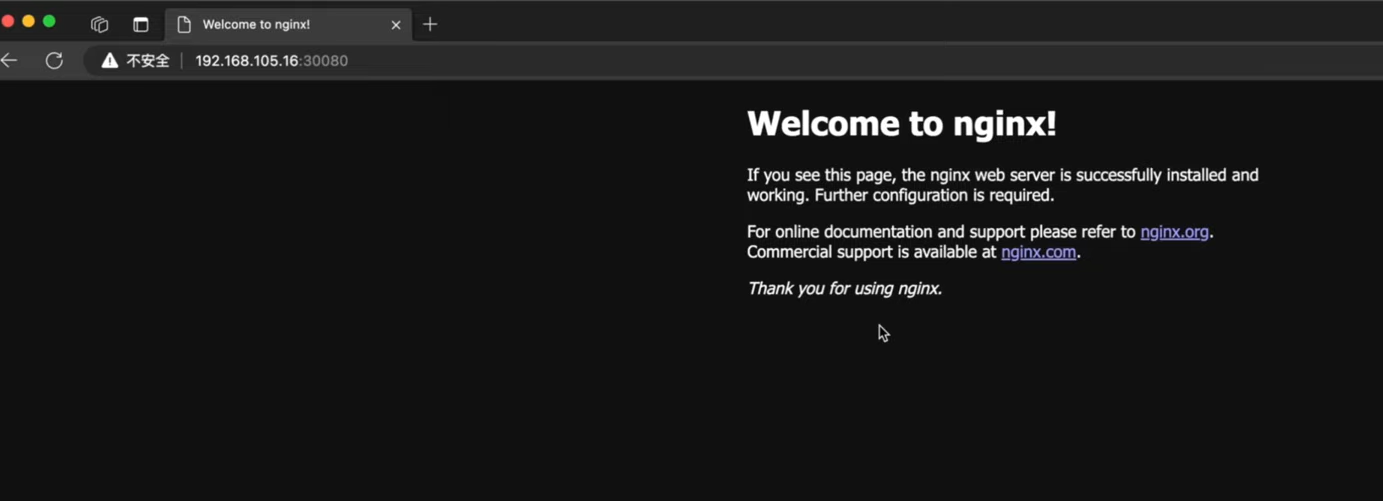 Welcome to nginx!
不安全
192.168.105.16:30080
Welcome to nginx!
If you see this page, the nginx web server is successfully installed and
working. Further configuration is required.
For online documentation and support please refer to nginx.org.
Commercial support is available at nginx.com.
Thank you for using nginx.